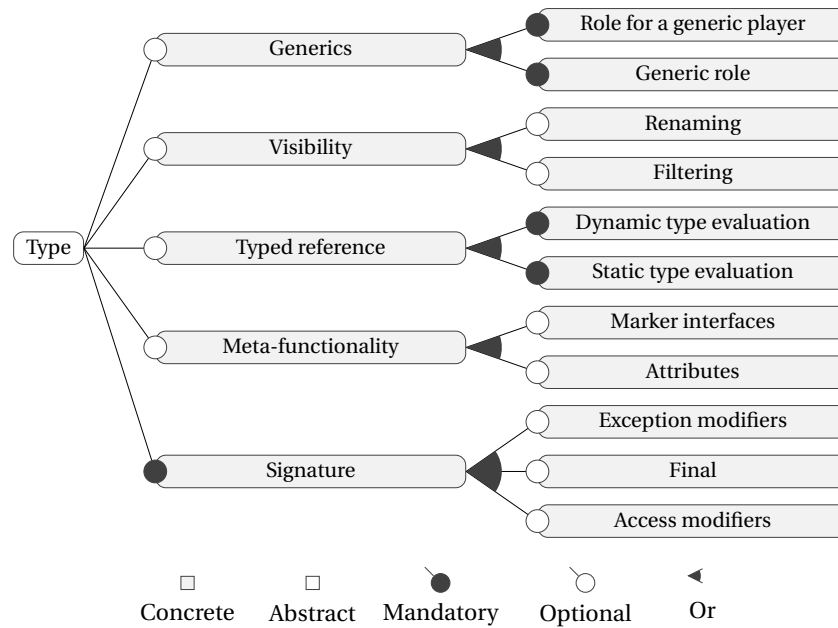 Type
Generics
Role for a generic player
Generic role
Visibility
Renaming
Filtering
Typed reference
Dynamic type evaluation
Static type evaluation
Meta-functionality
Marker interfaces
Attributes
Signature
Exception modifiers
Final
Access modifiers
Concrete
Abstract
Mandatory
Optional
Or